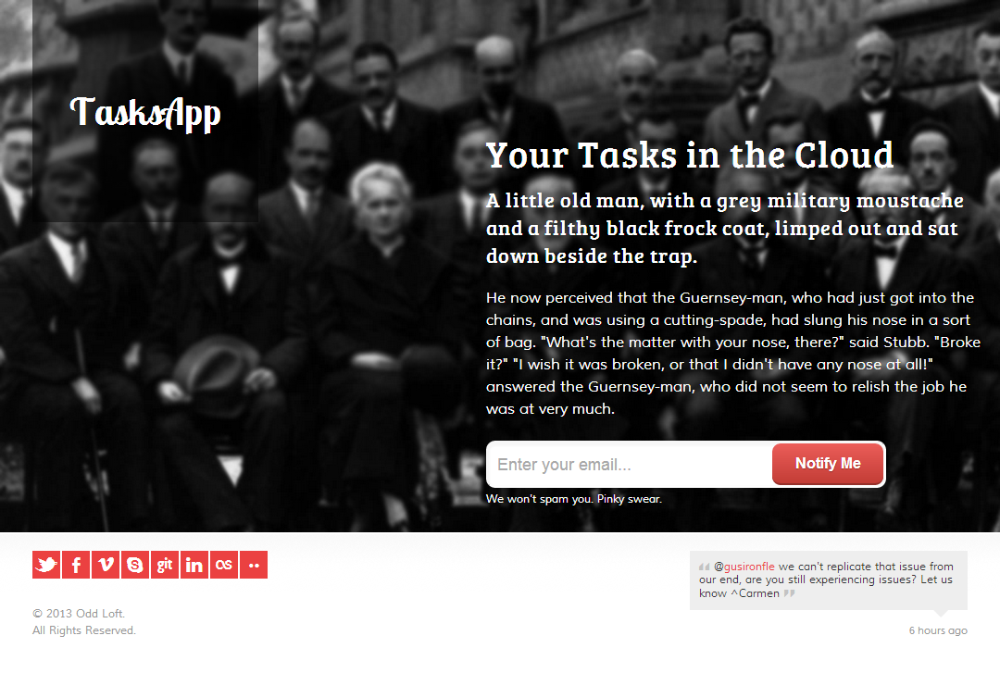 TasksApp
Your Tasks in the Cloud
A little old man, with a grey military moustache
and a filthy black frock coat, limped out and sat
down beside the trap.
He now perceived that the Guernsey-man, who had just got into the
chains, and was using a cutting-spade, had slung his nose in a sort
of bag. "What's the matter with your nose, there?" said Stubb. "Broke
it?" "I wish it was broken, or that I didn't have any nose at all!"
answered the Guernsey-man, who did not seem to relish the job he
was at very much.
Enter your email...
Notify Me
We won't spam you. Pinky swear.
git
in
os
@gusironfle we can't replicate that issue from
our end, are you still experiencing issues? Let us
know ^Carmen
© 2013 Odd Loft.
All Rights Reserved.
6 hours ago